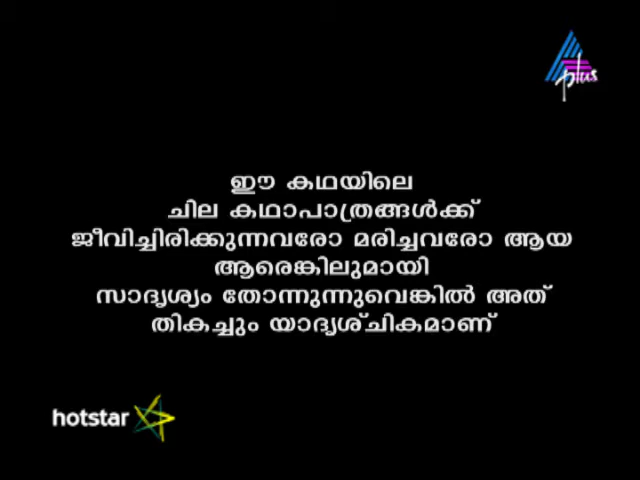 plus
ഈ കഥയിലെ
ചില കഥാപാത്രങ്ങൾക്ക്
ജീവിച്ചിരിക്കുന്നവരോ മരിച്ചവരോ ആയ
ആരെങ്കിലുമായി
സാദൃശ്യം തോന്നുന്നുവെങ്കിൽ അത്
തികച്ചും യാദൃശ്ചികമാണ്
hotstar